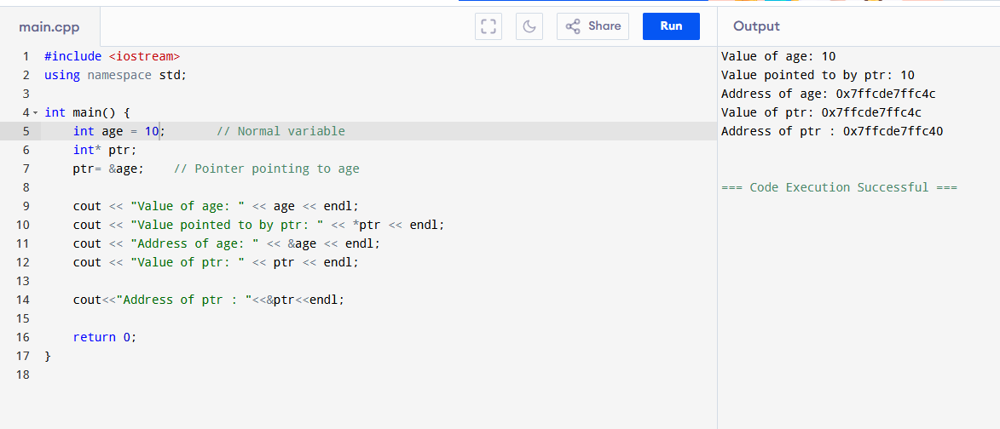 main.cpp
Share
Run
Output
1 #include <iostream>
2 using namespace std;
3
4 int main() {
5     int age = 10;       // Normal variable
6     int* ptr;
7     ptr= &age;    // Pointer pointing to age
8
9     cout << "Value of age: " << age << endl;
10     cout << "Value pointed to by ptr: " << *ptr << endl;
11     cout << "Address of age: " << &age << endl;
12     cout << "Value of ptr: " << ptr << endl;
13
14     cout<<"Address of ptr : "<<&ptr<<endl;
15
16     return 0;
17 }
18
Value of age: 10
Value pointed to by ptr: 10
Address of age: 0x7ffcde7ffc4c
Value of ptr: 0x7ffcde7ffc4c
Address of ptr : 0x7ffcde7ffc40
=== Code Execution Successful ===